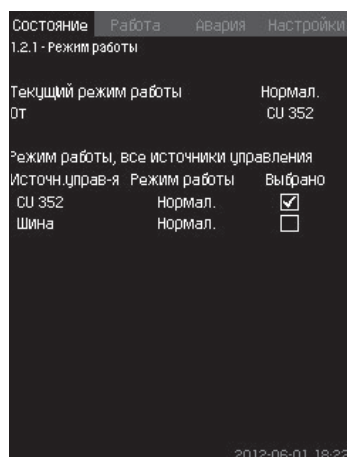 Состояние Работа Авария Настройки
1.2.1 - Режим работы
Текущий режим работы Нормал.
От CU 352
Режим работы, все источники управления
Источн.управ-я Режим работы Выбрано
CU 352 Нормал.
Шина Нормал.
2012-06-01 18:22